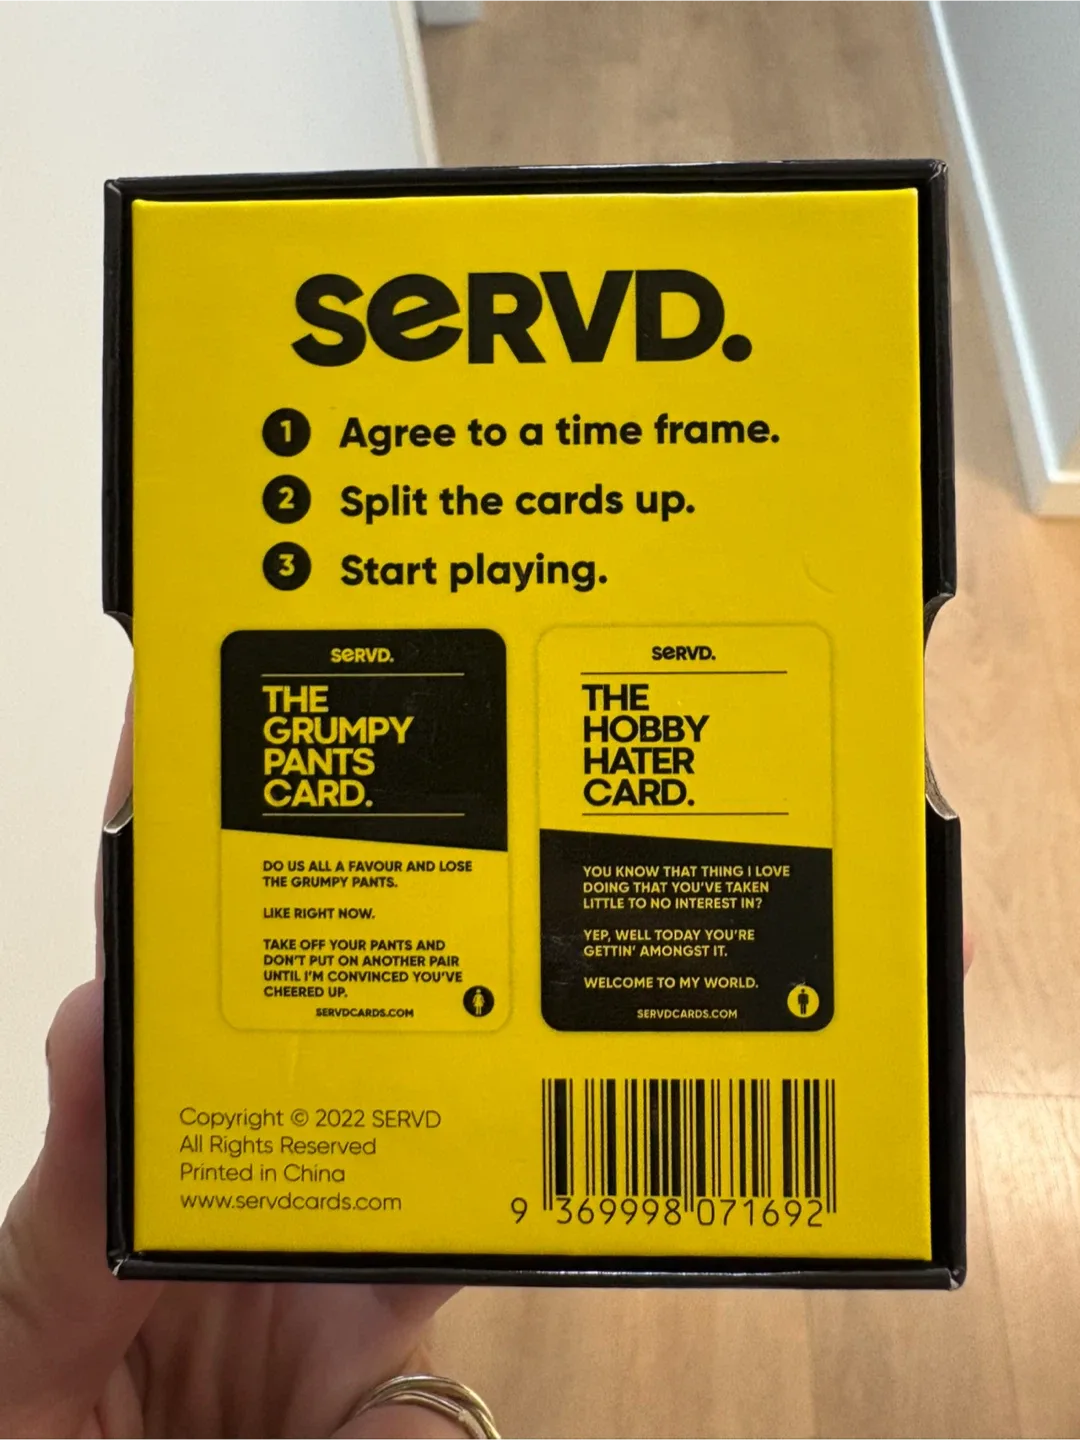 SeRVD.
1 Agree to a time frame.
2 Split the cards up.
3 Start playing.
SeRVD.
THE
GRUMPY
PANTS
CARD.
DO US ALL A FAVOUR AND LOSE
THE GRUMPY PANTS.
LIKE RIGHT NOW.
TAKE OFF YOUR PANTS AND
DON'T PUT ON ANOTHER PAIR
UNTIL I'M CONVINCED YOU'VE
CHEERED UP.
SERVDCARDS.COM
SeRVD.
THE
HOBBY
HATER
CARD.
YOU KNOW THAT THING I LOVE
DOING THAT YOU'VE TAKEN
LITTLE TO NO INTEREST IN?
YEP, WELL TODAY YOU'RE
GETTIN' AMONGST IT.
WELCOME TO MY WORLD.
SERVDCARDS.COM
Copyright © 2022 SERVD
All Rights Reserved
Printed in China
www.servdcards.com
9 369998 071692